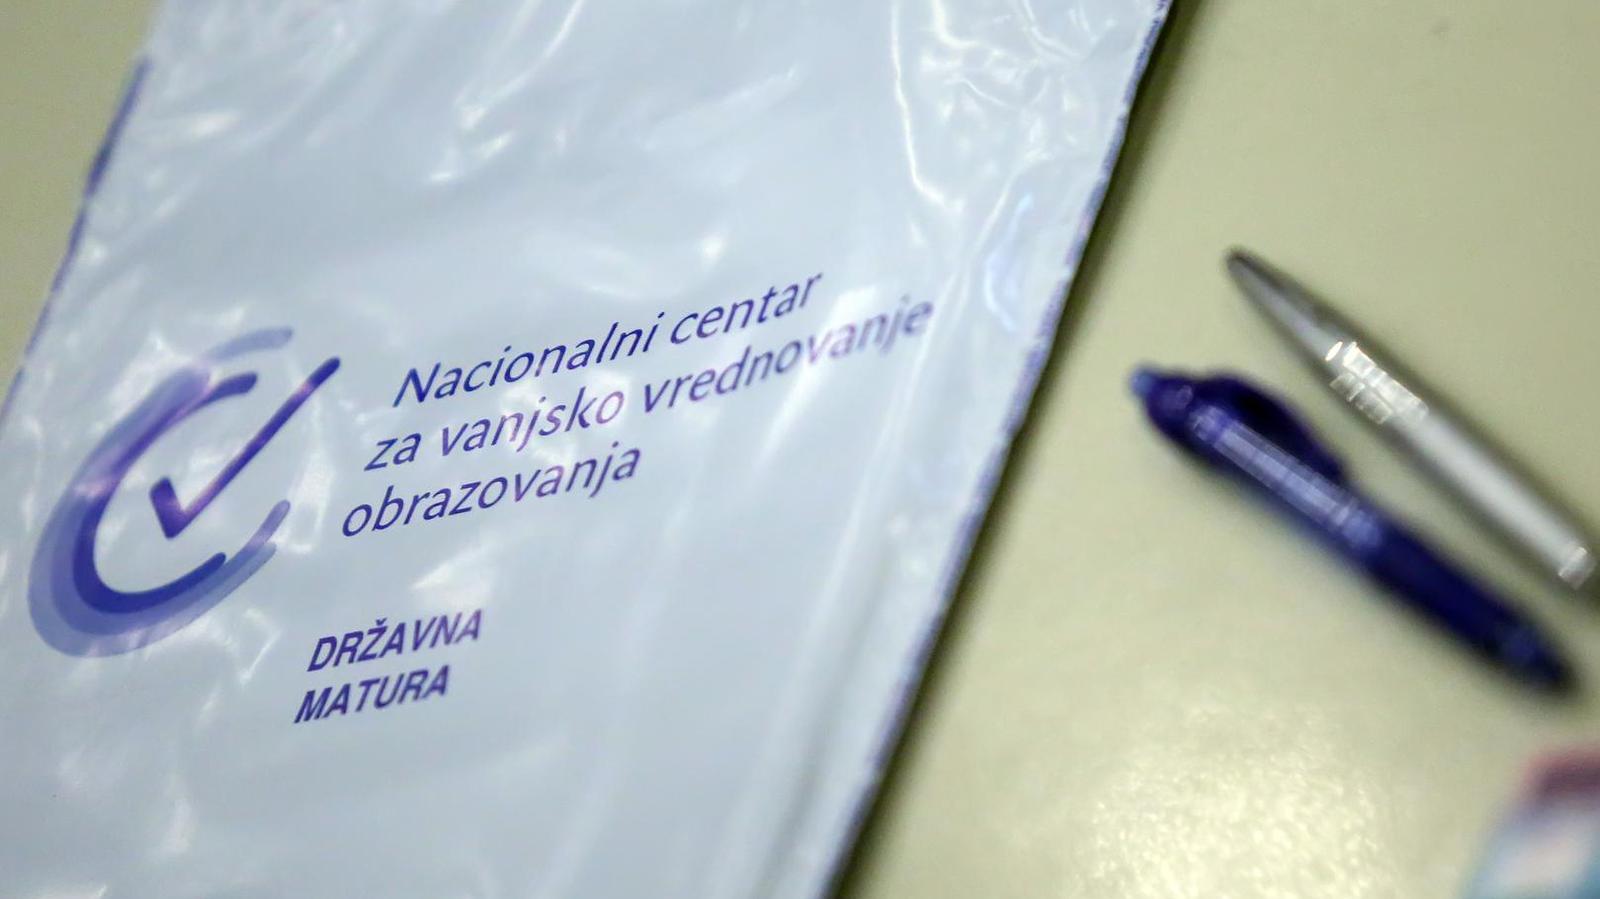 Nacionalni centar
za vanjsko vrednovanje
obrazovanja
DRŽAVNA
MATURA